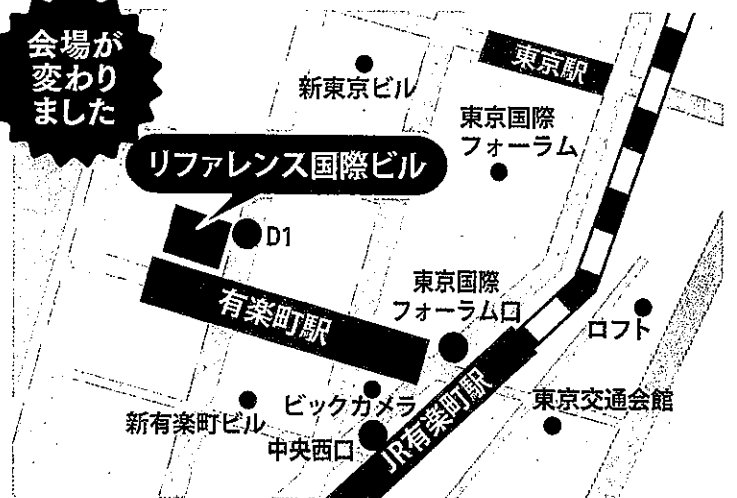 会場が
変わり
ました
新東京ビル
東京駅
東京国際
フォーラム
リファレンス国際ビル
D1
有楽町駅
東京国際
フォーラム口
ロフト
JR有楽町駅
東京交通会館
ビックカメラ
新有楽町ビル
中央西口